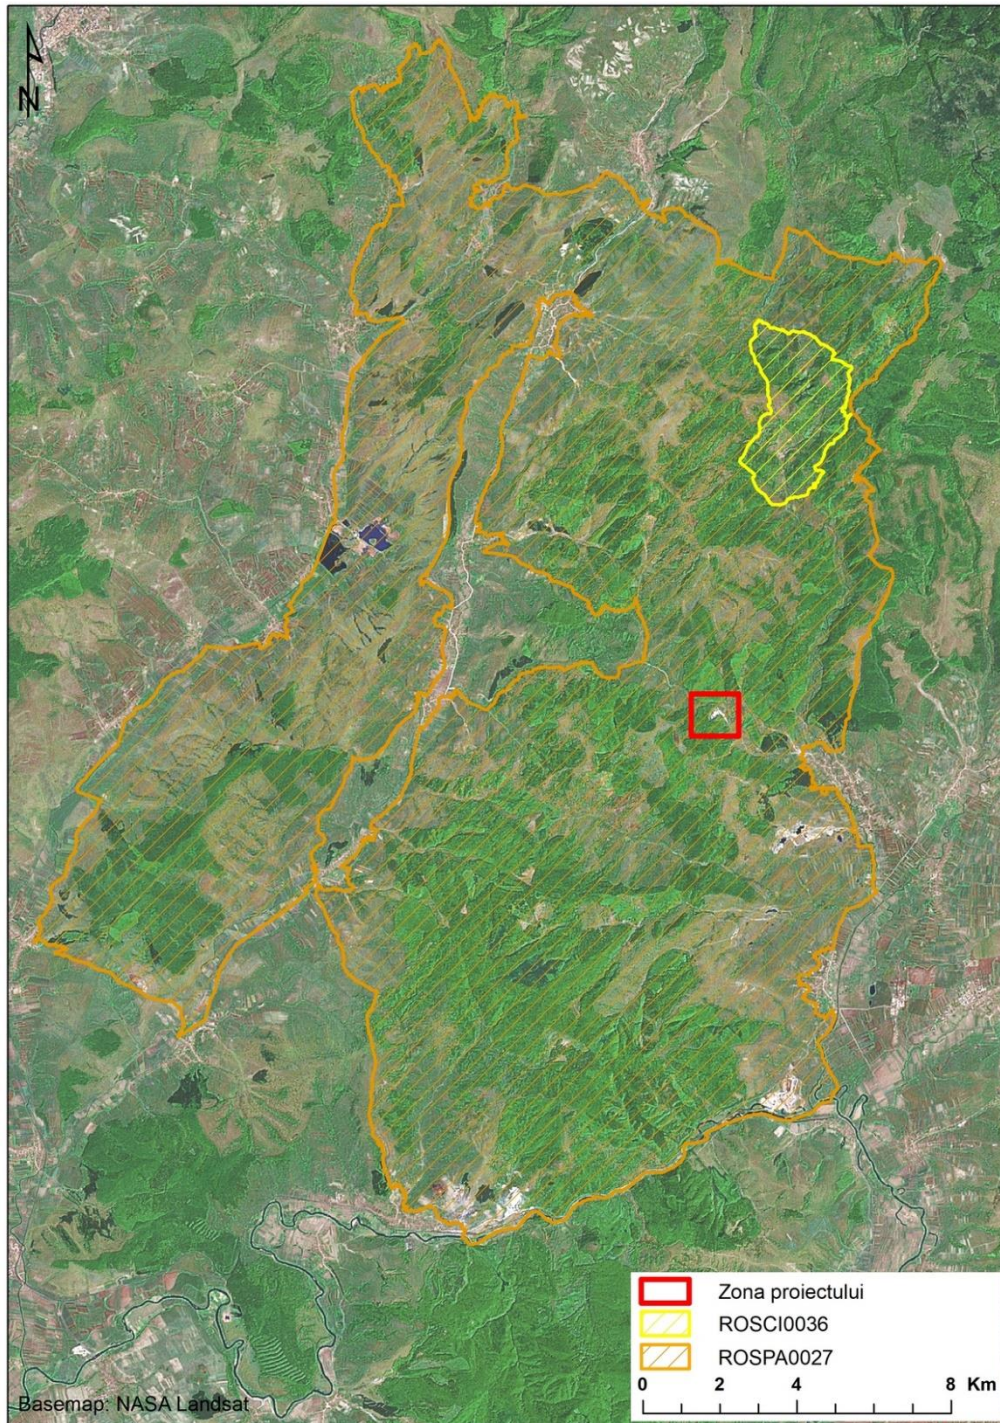 N
Zona proiectului
ROSCI0036
ROSPA0027
0 2 4 8 Km
Basemap: NASA Landsat